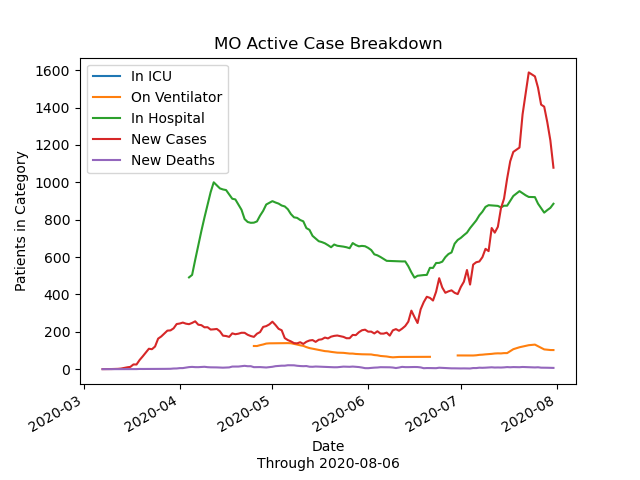 MO Active Case Breakdown
In ICU
On Ventilator
In Hospital
New Cases
New Deaths
Patients in Category
1600
1400
1200
1000
800
600
400
200
0
2020-03
2020-04
2020-05
2020-06
2020-07
2020-08
Date
Through 2020-08-06